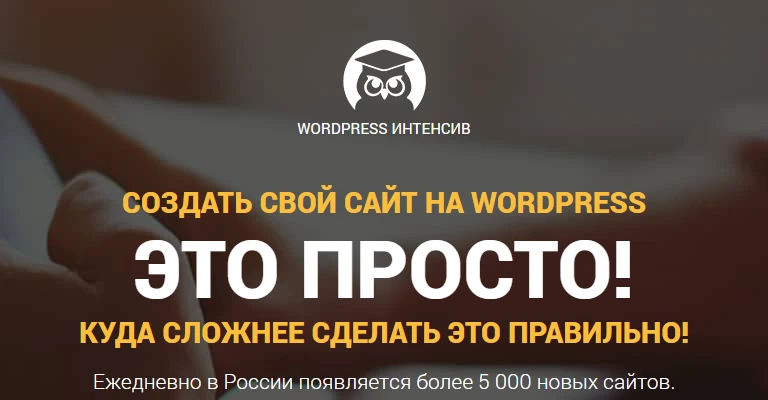 WORDPRESS ИНТЕНСИВ
СОЗДАТЬ СВОЙ САЙТ НА WORDPRESS
ЭТО ПРОСТО!
КУДА СЛОЖНЕЕ СДЕЛАТЬ ЭТО ПРАВИЛЬНО!
Ежедневно в России появляется более 5 000 новых сайтов.